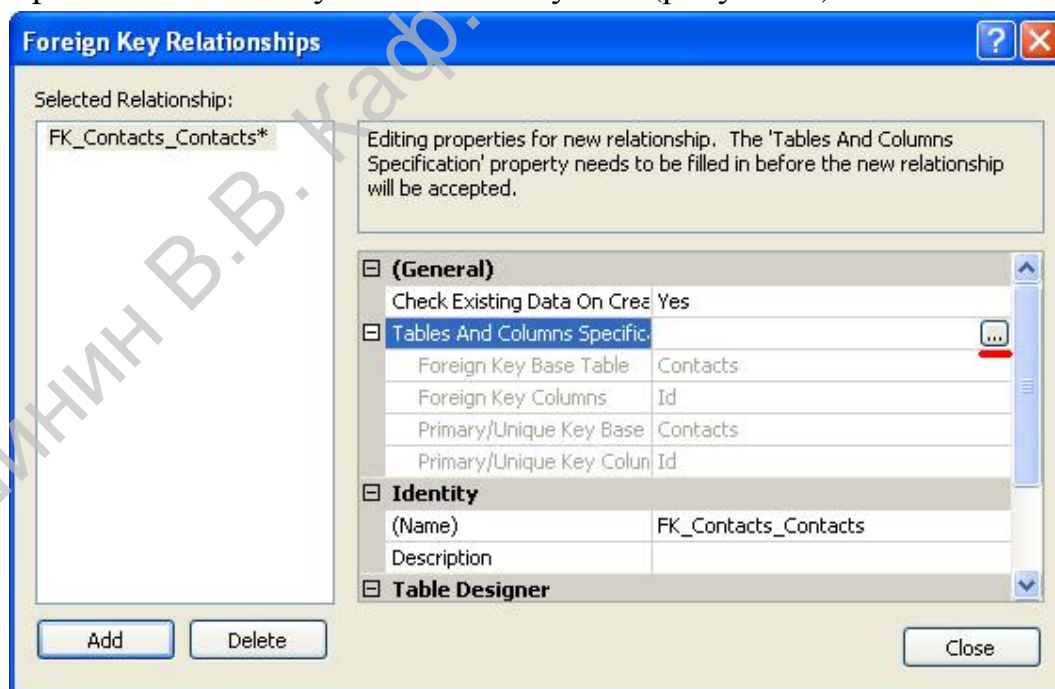 Foreign Key Relationships
Selected Relationship:
FK_Contacts_Contacts*
Editing properties for new relationship. The 'Tables And Columns
Specification' property needs to be filled in before the new relationship
will be accepted.
(General)
Check Existing Data On Crea Yes
Tables And Columns Specific ...
Foreign Key Base Table Contacts
Foreign Key Columns Id
Primary/Unique Key Base Contacts
Primary/Unique Key Colun Id
Identity
(Name) FK_Contacts_Contacts
Description
Table Designer
Add Delete Close
В.В. Каф.